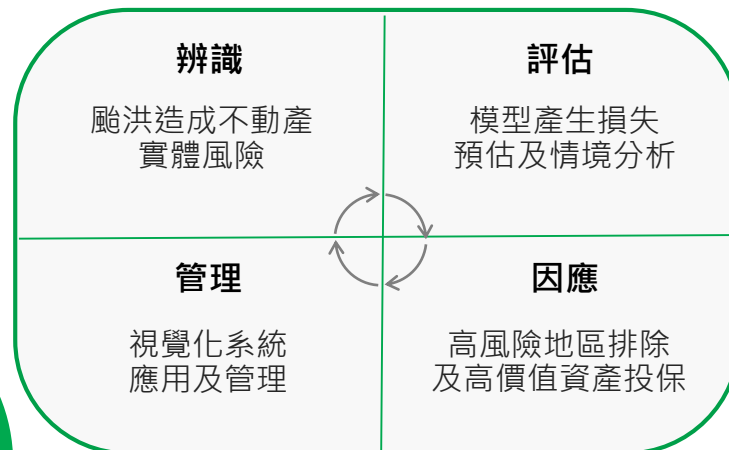 辨識
颱洪造成不動產
實體風險
評估
模型產生損失
預估及情境分析
管理
視覺化系統
應用及管理
因應
高風險地區排除
及高價值資產投保